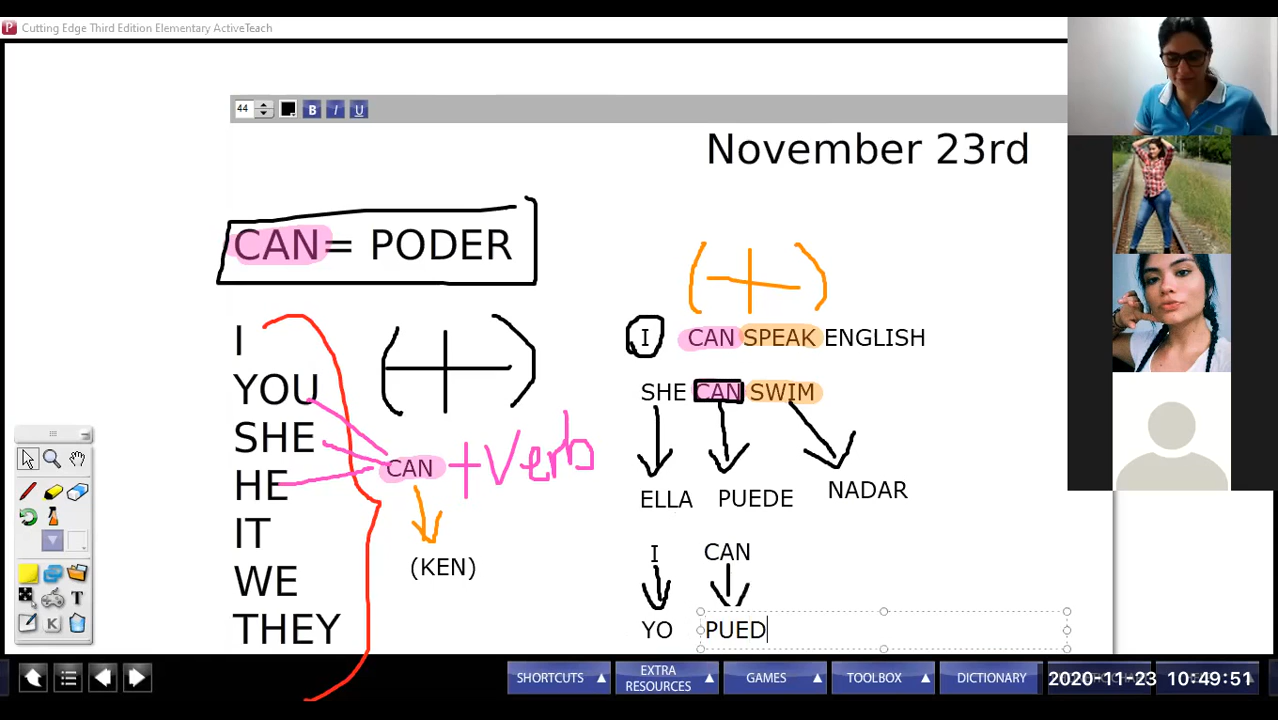 Cutting Edge Third Edition Elementary ActiveTeach
44 B I U
November 23rd
CAN= PODER
I CAN SPEAK ENGLISH
SHE CAN SWIM
ELLA PUEDE NADAR
I CAN
YO PUED
I
YOU
SHE
HE
IT
WE
THEY
CAN + Verb
(KEN)
T
K
SHORTCUTS
EXTRA RESOURCES
GAMES
TOOLBOX
DICTIONARY
2020-11-23 10:49:51